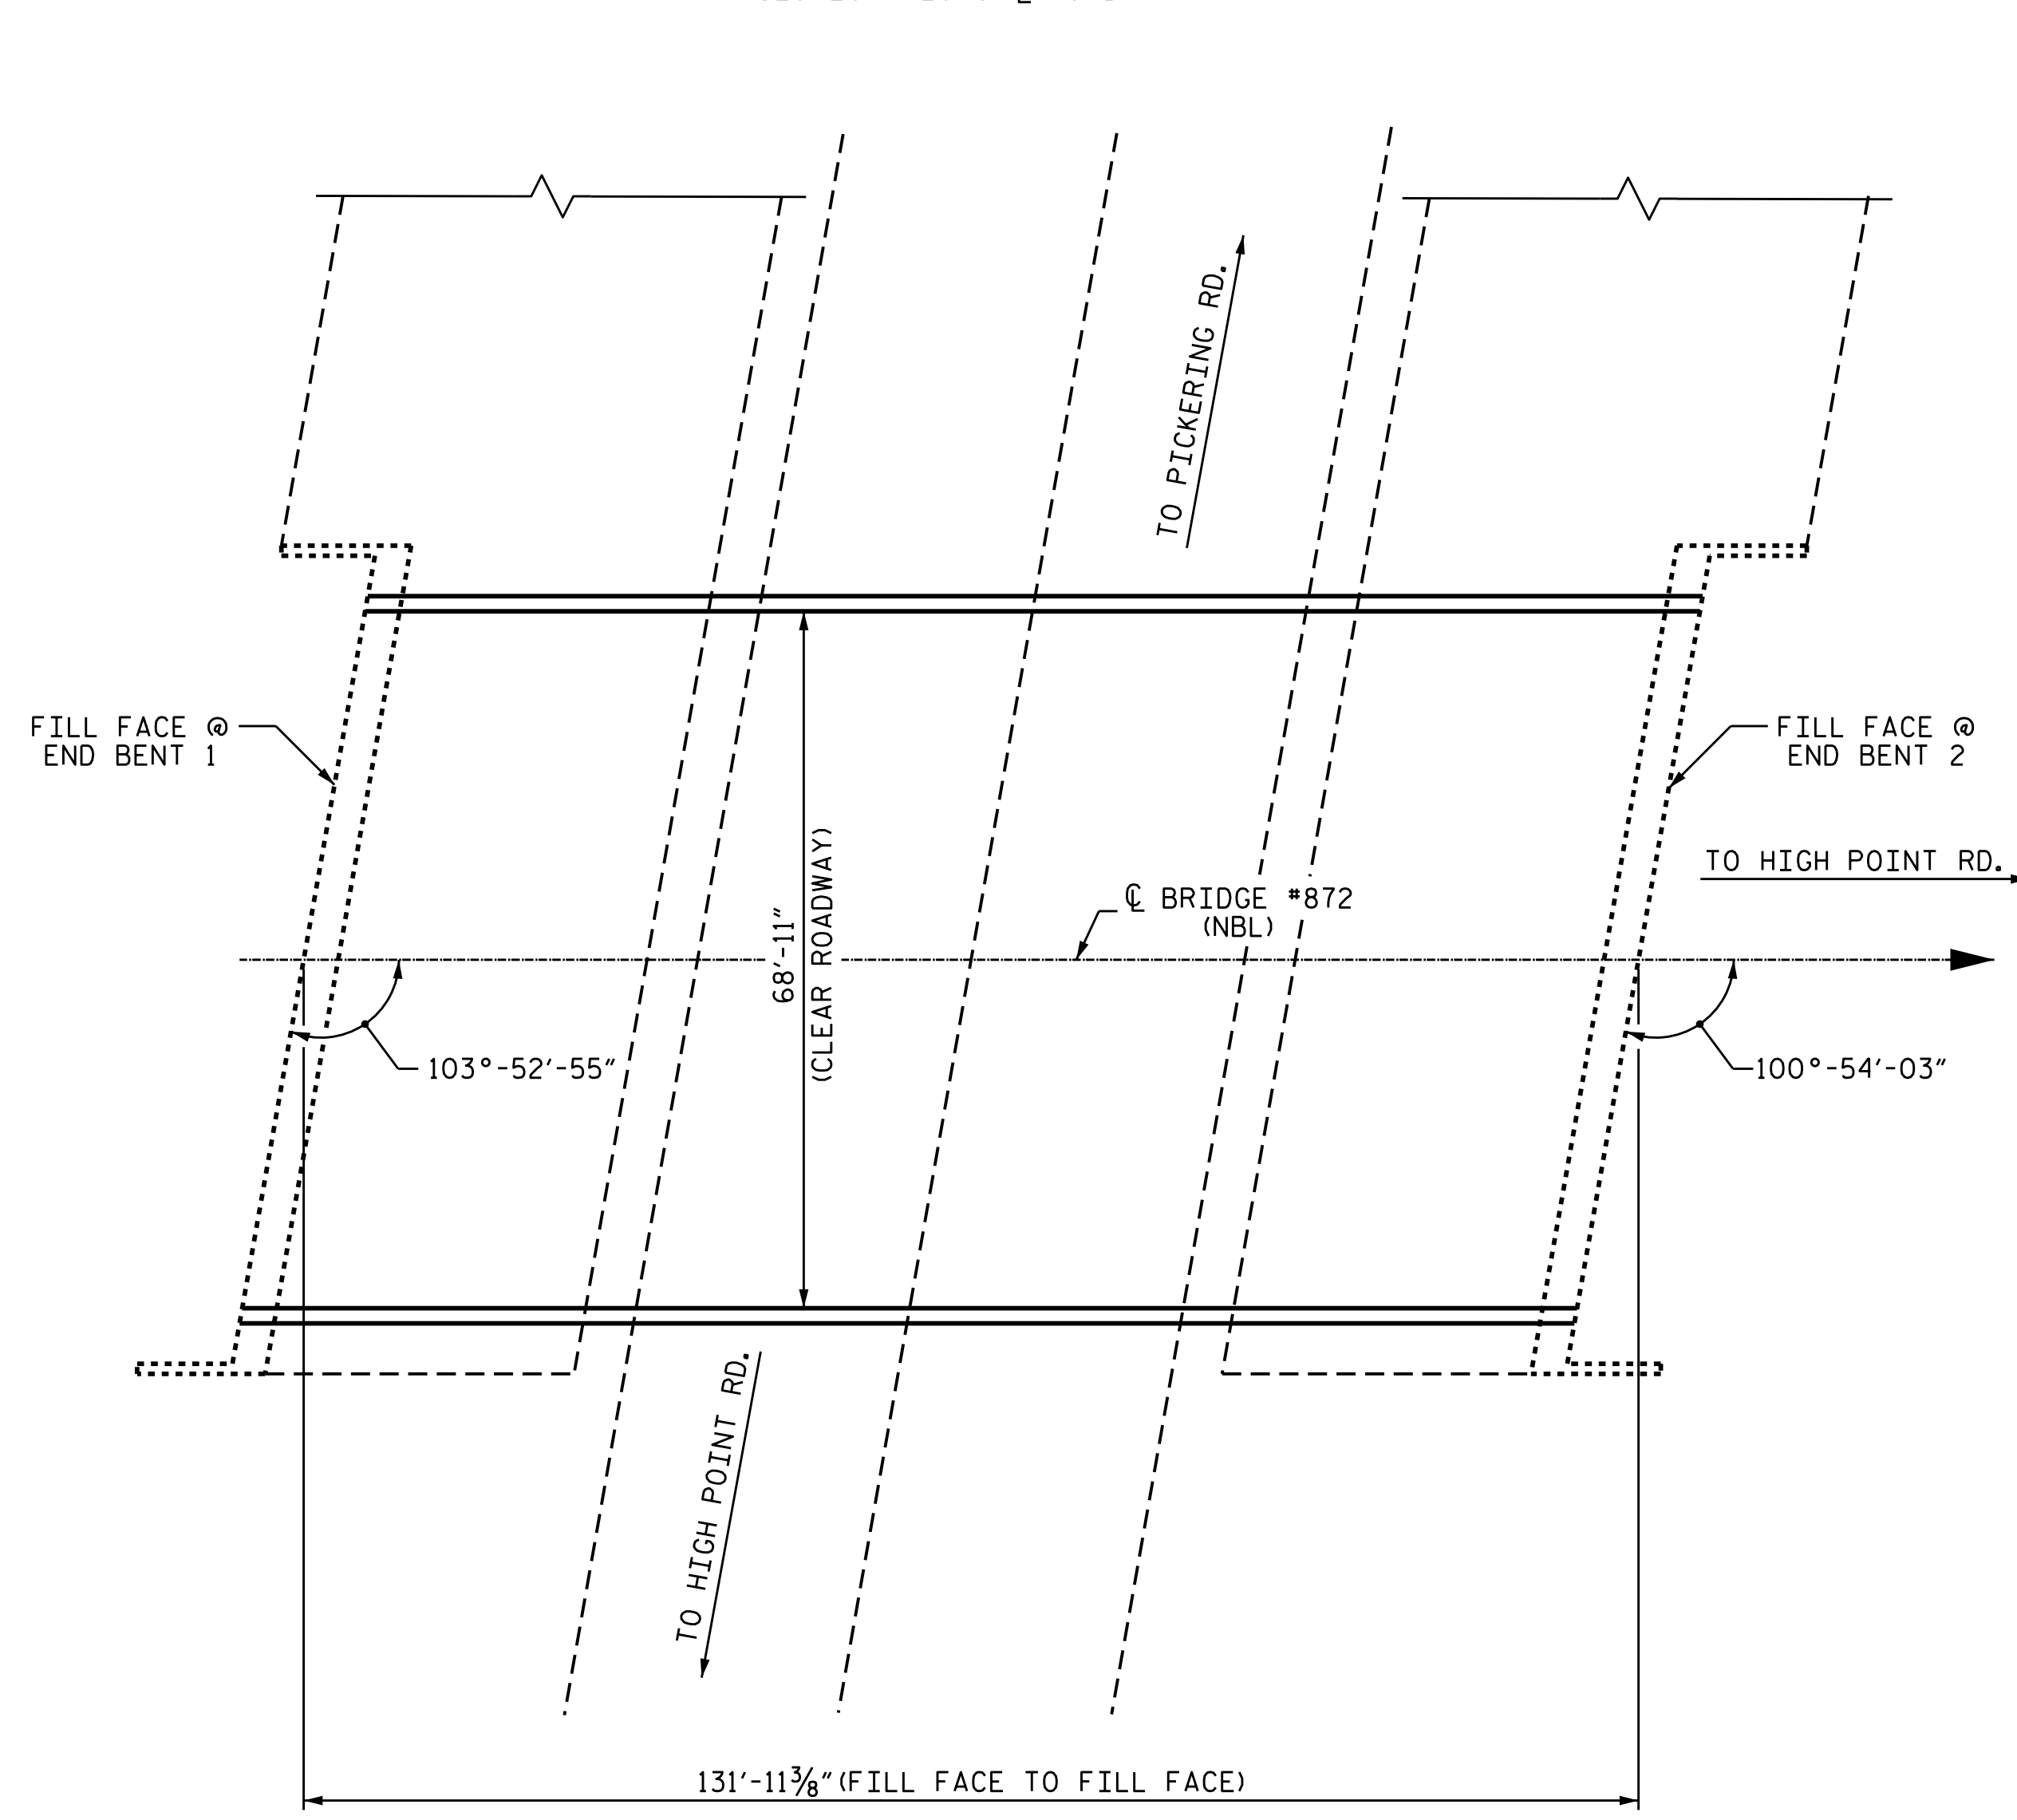 TO PICKERING RD.
FILL FACE @
END BENT 1
FILL FACE @
END BENT 2
TO HIGH POINT RD.
℄ BRIDGE #872
(NBL)
68'-11"
(CLEAR ROADWAY)
103°-52'-55"
100°-54'-03"
TO HIGH POINT RD.
131'-11⅜"(FILL FACE TO FILL FACE)